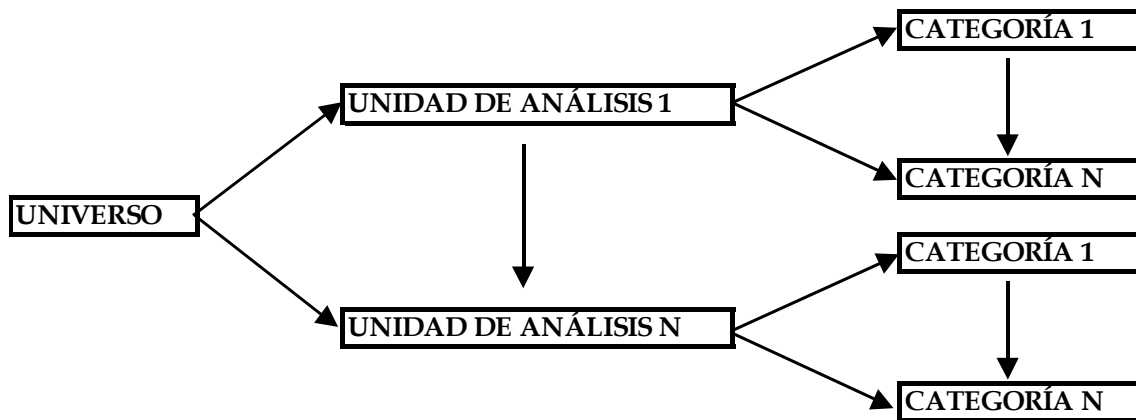 CATEGORÍA 1
UNIDAD DE ANÁLISIS 1
CATEGORÍA N
UNIVERSO
CATEGORÍA 1
UNIDAD DE ANÁLISIS N
CATEGORÍA N